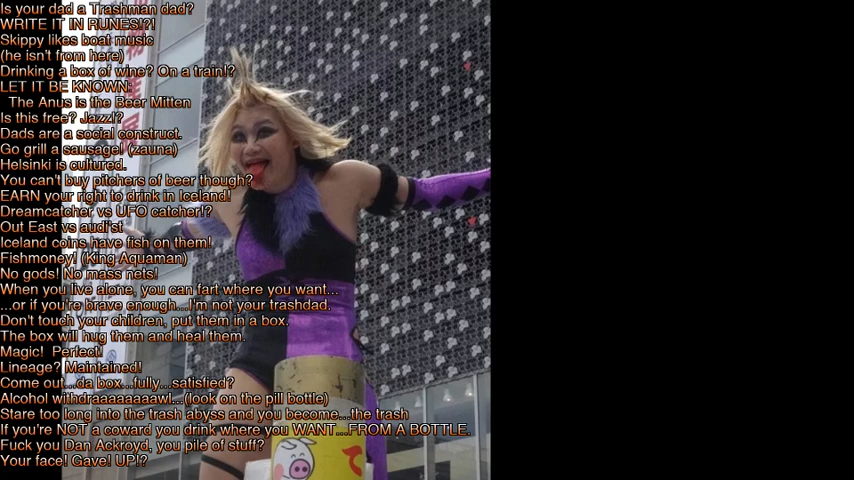 Is your dad a Trashman dad?
WRITE IT IN RUNES!?!
Skippy likes boat music
(he isn't from here)
Drinking a box of wine? On a train!?
LET IT BE KNOWN:
The Anus is the Beer Mitten
Is this free? Jazz!?
Dads are a social construct.
Go grill a sausage! (zauna)
Helsinki is cultured.
You can't buy pitchers of beer though?
EARN your right to drink in Iceland!
Dreamcatcher vs UFO catcher!?
Out East vs audi'st
Iceland coins have fish on them!
Fishmoney! (King Aquaman)
No gods! No mass nets!
When you live alone, you can fart where you want...
...or if you're brave enough...I'm not your trashdad.
Don't touch your children, put them in a box.
The box will hug them and heal them.
Magic! Perfect!
Lineage? Maintained!
Come out...da box...fully...satisfied?
Alcohol withdraaaaaaaawl...(look on the pill bottle)
Stare too long into the trash abyss and you become...the trash
If you're NOT a coward you drink where you WANT...FROM A BOTTLE.
Fuck you Dan Ackroyd, you pile of stuff?
Your face! Gave! UP!?
て